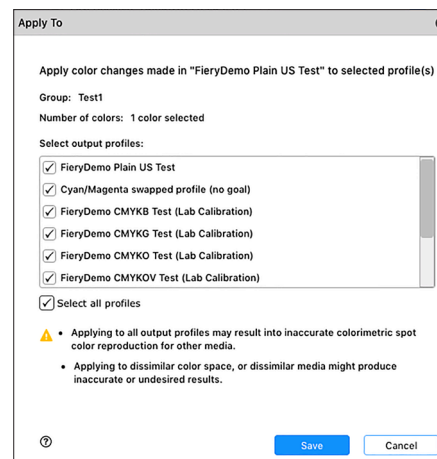 Apply To
Apply color changes made in "FieryDemo Plain US Test" to selected profile(s)
Group: Test1
Number of colors: 1 color selected
Select output profiles:
FieryDemo Plain US Test
Cyan/Magenta swapped profile (no goal)
FieryDemo CMYKB Test (Lab Calibration)
FieryDemo CMYKG Test (Lab Calibration)
FieryDemo CMYKO Test (Lab Calibration)
FieryDemo CMYKOV Test (Lab Calibration)
Select all profiles
• Applying to all output profiles may result into inaccurate colorimetric spot
color reproduction for other media.
• Applying to dissimilar color space, or dissimilar media might produce
inaccurate or undesired results.
?
Save Cancel